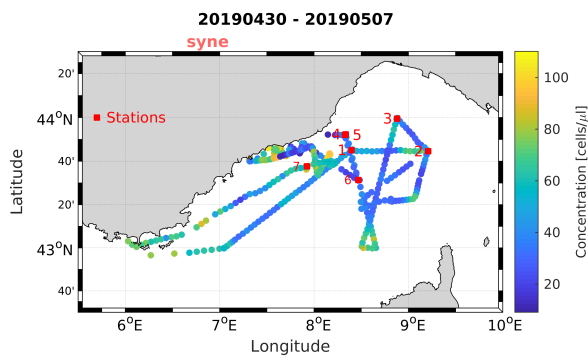 20190430 - 20190507
syne
20'
44°N
40'
20'
43°N
40'
Latitude
Stations
1
2
3
4
5
6
7
6°E
7°E
8°E
9°E
10°E
Longitude
100
80
60
40
20
Concentration [cells/μl]